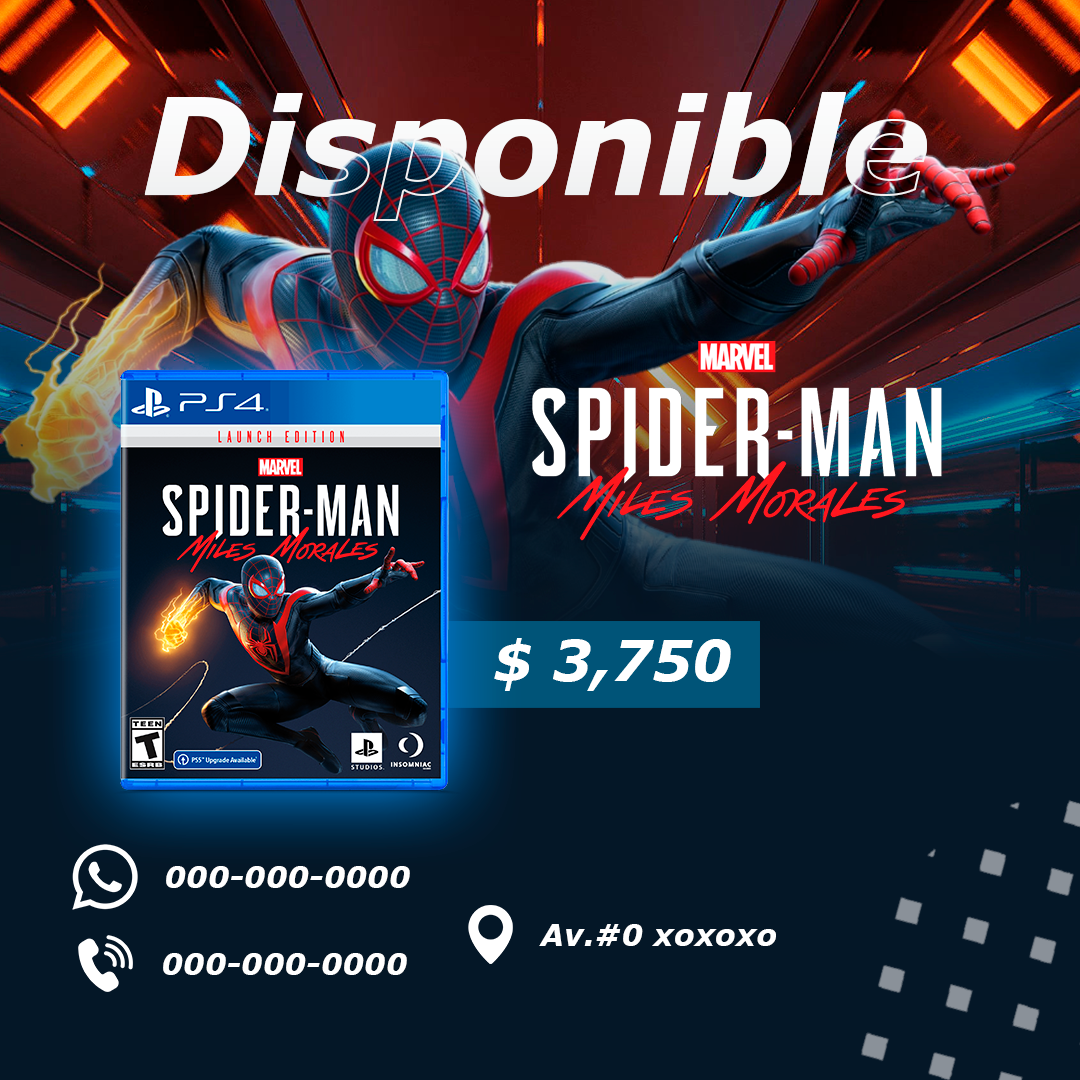 Disponible
MARVEL
SPIDER-MAN
MILES MORALES
PS4
LAUNCH EDITION
MARVEL
SPIDER-MAN
MILES MORALES
$ 3,750
TEEN
T
ESRB
PS5™ Upgrade Available
STUDIOS
INSOMNIAC
000-000-0000
Av.#0 xoxoxo
000-000-0000